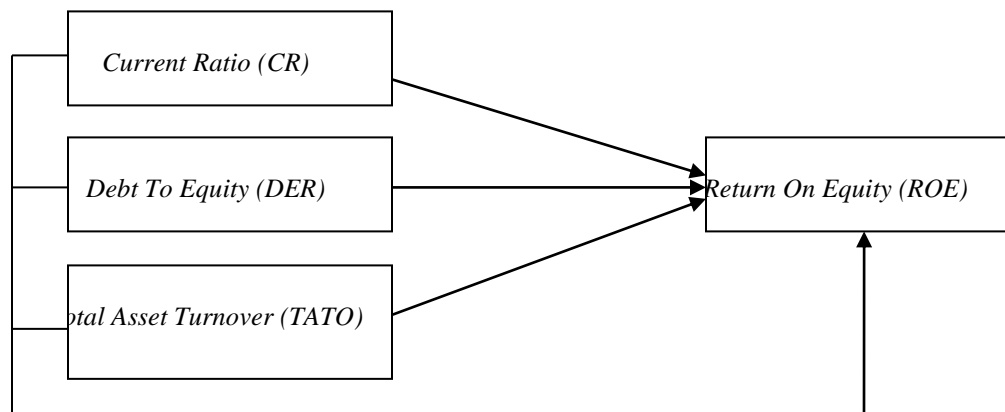 Current Ratio (CR)
Debt To Equity (DER)
Return On Equity (ROE)
otal Asset Turnover (TATO)